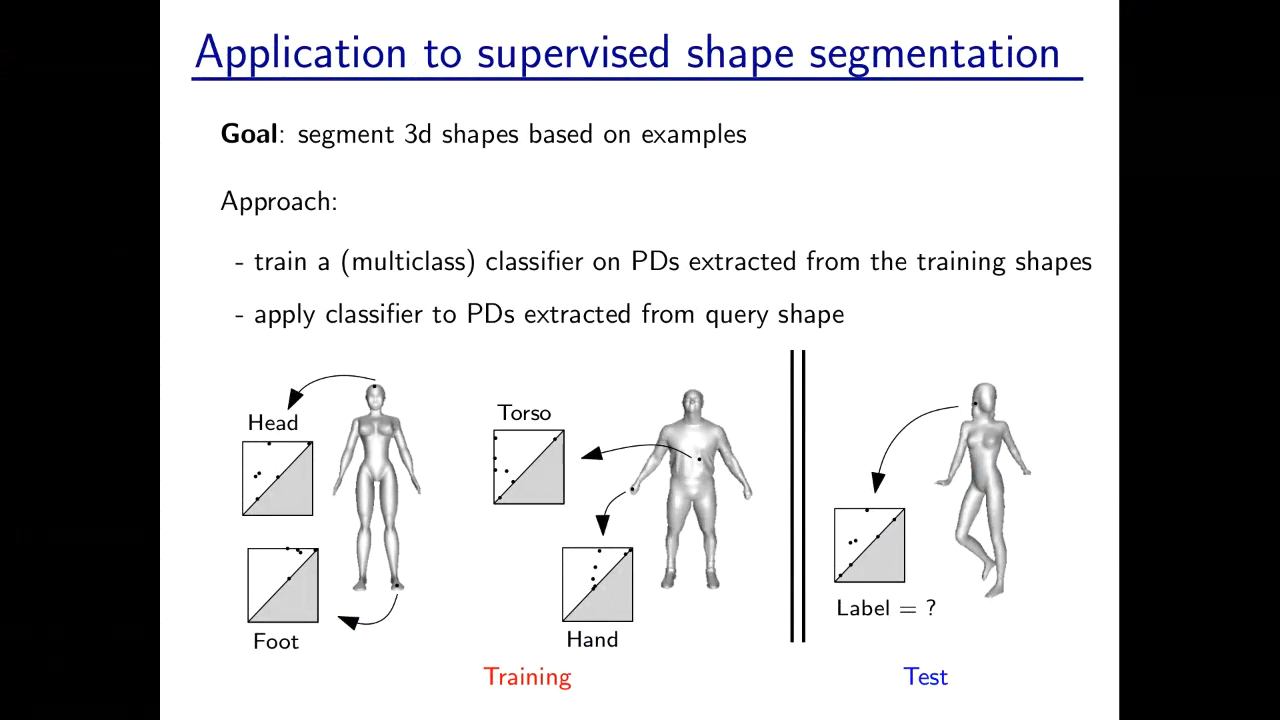 Application to supervised shape segmentation
Goal: segment 3d shapes based on examples
Approach:
- train a (multiclass) classifier on PDs extracted from the training shapes
- apply classifier to PDs extracted from query shape
Head
Foot
Torso
Hand
Label = ?
Training
Test